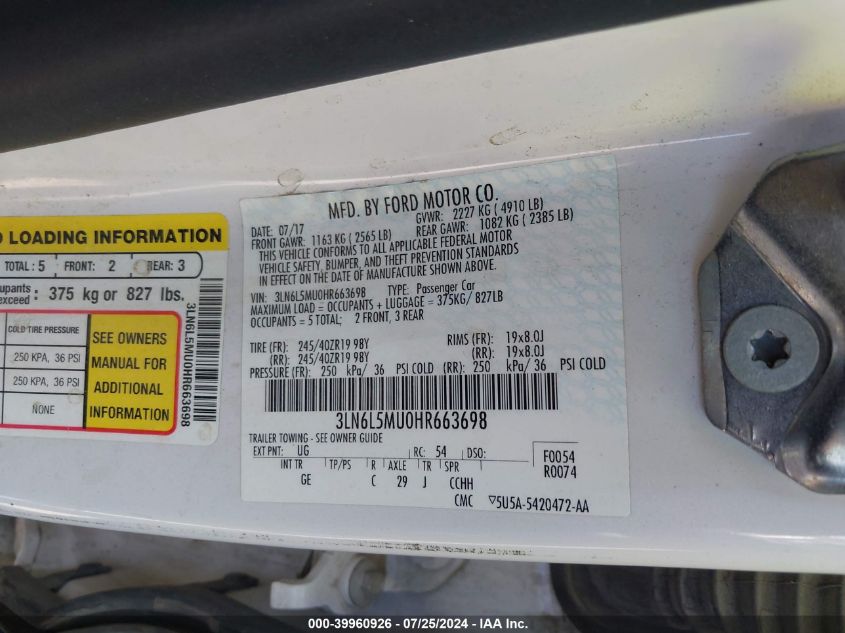 LOADING INFORMATION
TOTAL: 5 FRONT: 2 REAR: 3
375 kg or 827 lbs.
exceed :
COLD TIRE PRESSURE
250 KPA, 36 PSI
250 KPA, 36 PSI
NONE
SEE OWNERS
MANUAL FOR
ADDITIONAL
INFORMATION
3LN6L5MU0HR663698
MFD. BY FORD MOTOR CO.
DATE: 07/17 GVWR: 2227 KG ( 4910 LB)
FRONT GAWR: 1163 KG ( 2565 LB) REAR GAWR: 1082 KG ( 2385 LB)
THIS VEHICLE CONFORMS TO ALL APPLICABLE FEDERAL MOTOR
VEHICLE SAFETY, BUMPER, AND THEFT PREVENTION STANDARDS
IN EFFECT ON THE DATE OF MANUFACTURE SHOWN ABOVE.
VIN: 3LN6L5MU0HR663698 TYPE: Passenger Car
MAXIMUM LOAD = OCCUPANTS + LUGGAGE = 375KG/ 827LB
OCCUPANTS = 5 TOTAL: 2 FRONT, 3 REAR
TIRE (FR): 245/40ZR19 98Y RIMS (FR): 19x8.0J
(RR): 245/40ZR19 98Y (RR): 19x8.0J
PRESSURE (FR): 250 kPa/ 36 PSI COLD (RR): 250 kPa/ 36 PSI COLD
3LN6L5MU0HR663698
TRAILER TOWING - SEE OWNER GUIDE
EXT PNT: UG RC: 54 DSO:
INT TR TP/PS R AXLE TR SPR
GE C 29 J CCHH
F0054
R0074
CMC ▽5U5A-5420472-AA
000-39960926 - 07/25/2024 - IAA Inc.